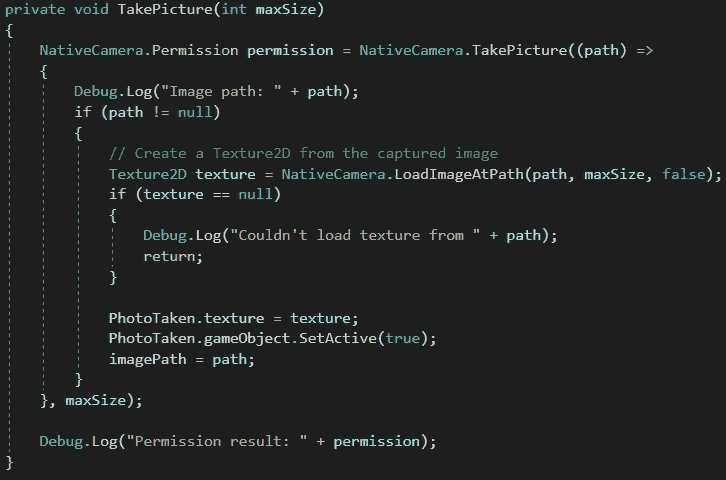 private void TakePicture(int maxSize)
{
    NativeCamera.Permission permission = NativeCamera.TakePicture((path) =>
    {
        Debug.Log("Image path: " + path);
        if (path != null)
        {
            // Create a Texture2D from the captured image
            Texture2D texture = NativeCamera.LoadImageAtPath(path, maxSize, false);
            if (texture == null)
            {
                Debug.Log("Couldn't load texture from " + path);
                return;
            }

            PhotoTaken.texture = texture;
            PhotoTaken.gameObject.SetActive(true);
            imagePath = path;
        }
    }, maxSize);

    Debug.Log("Permission result: " + permission);
}